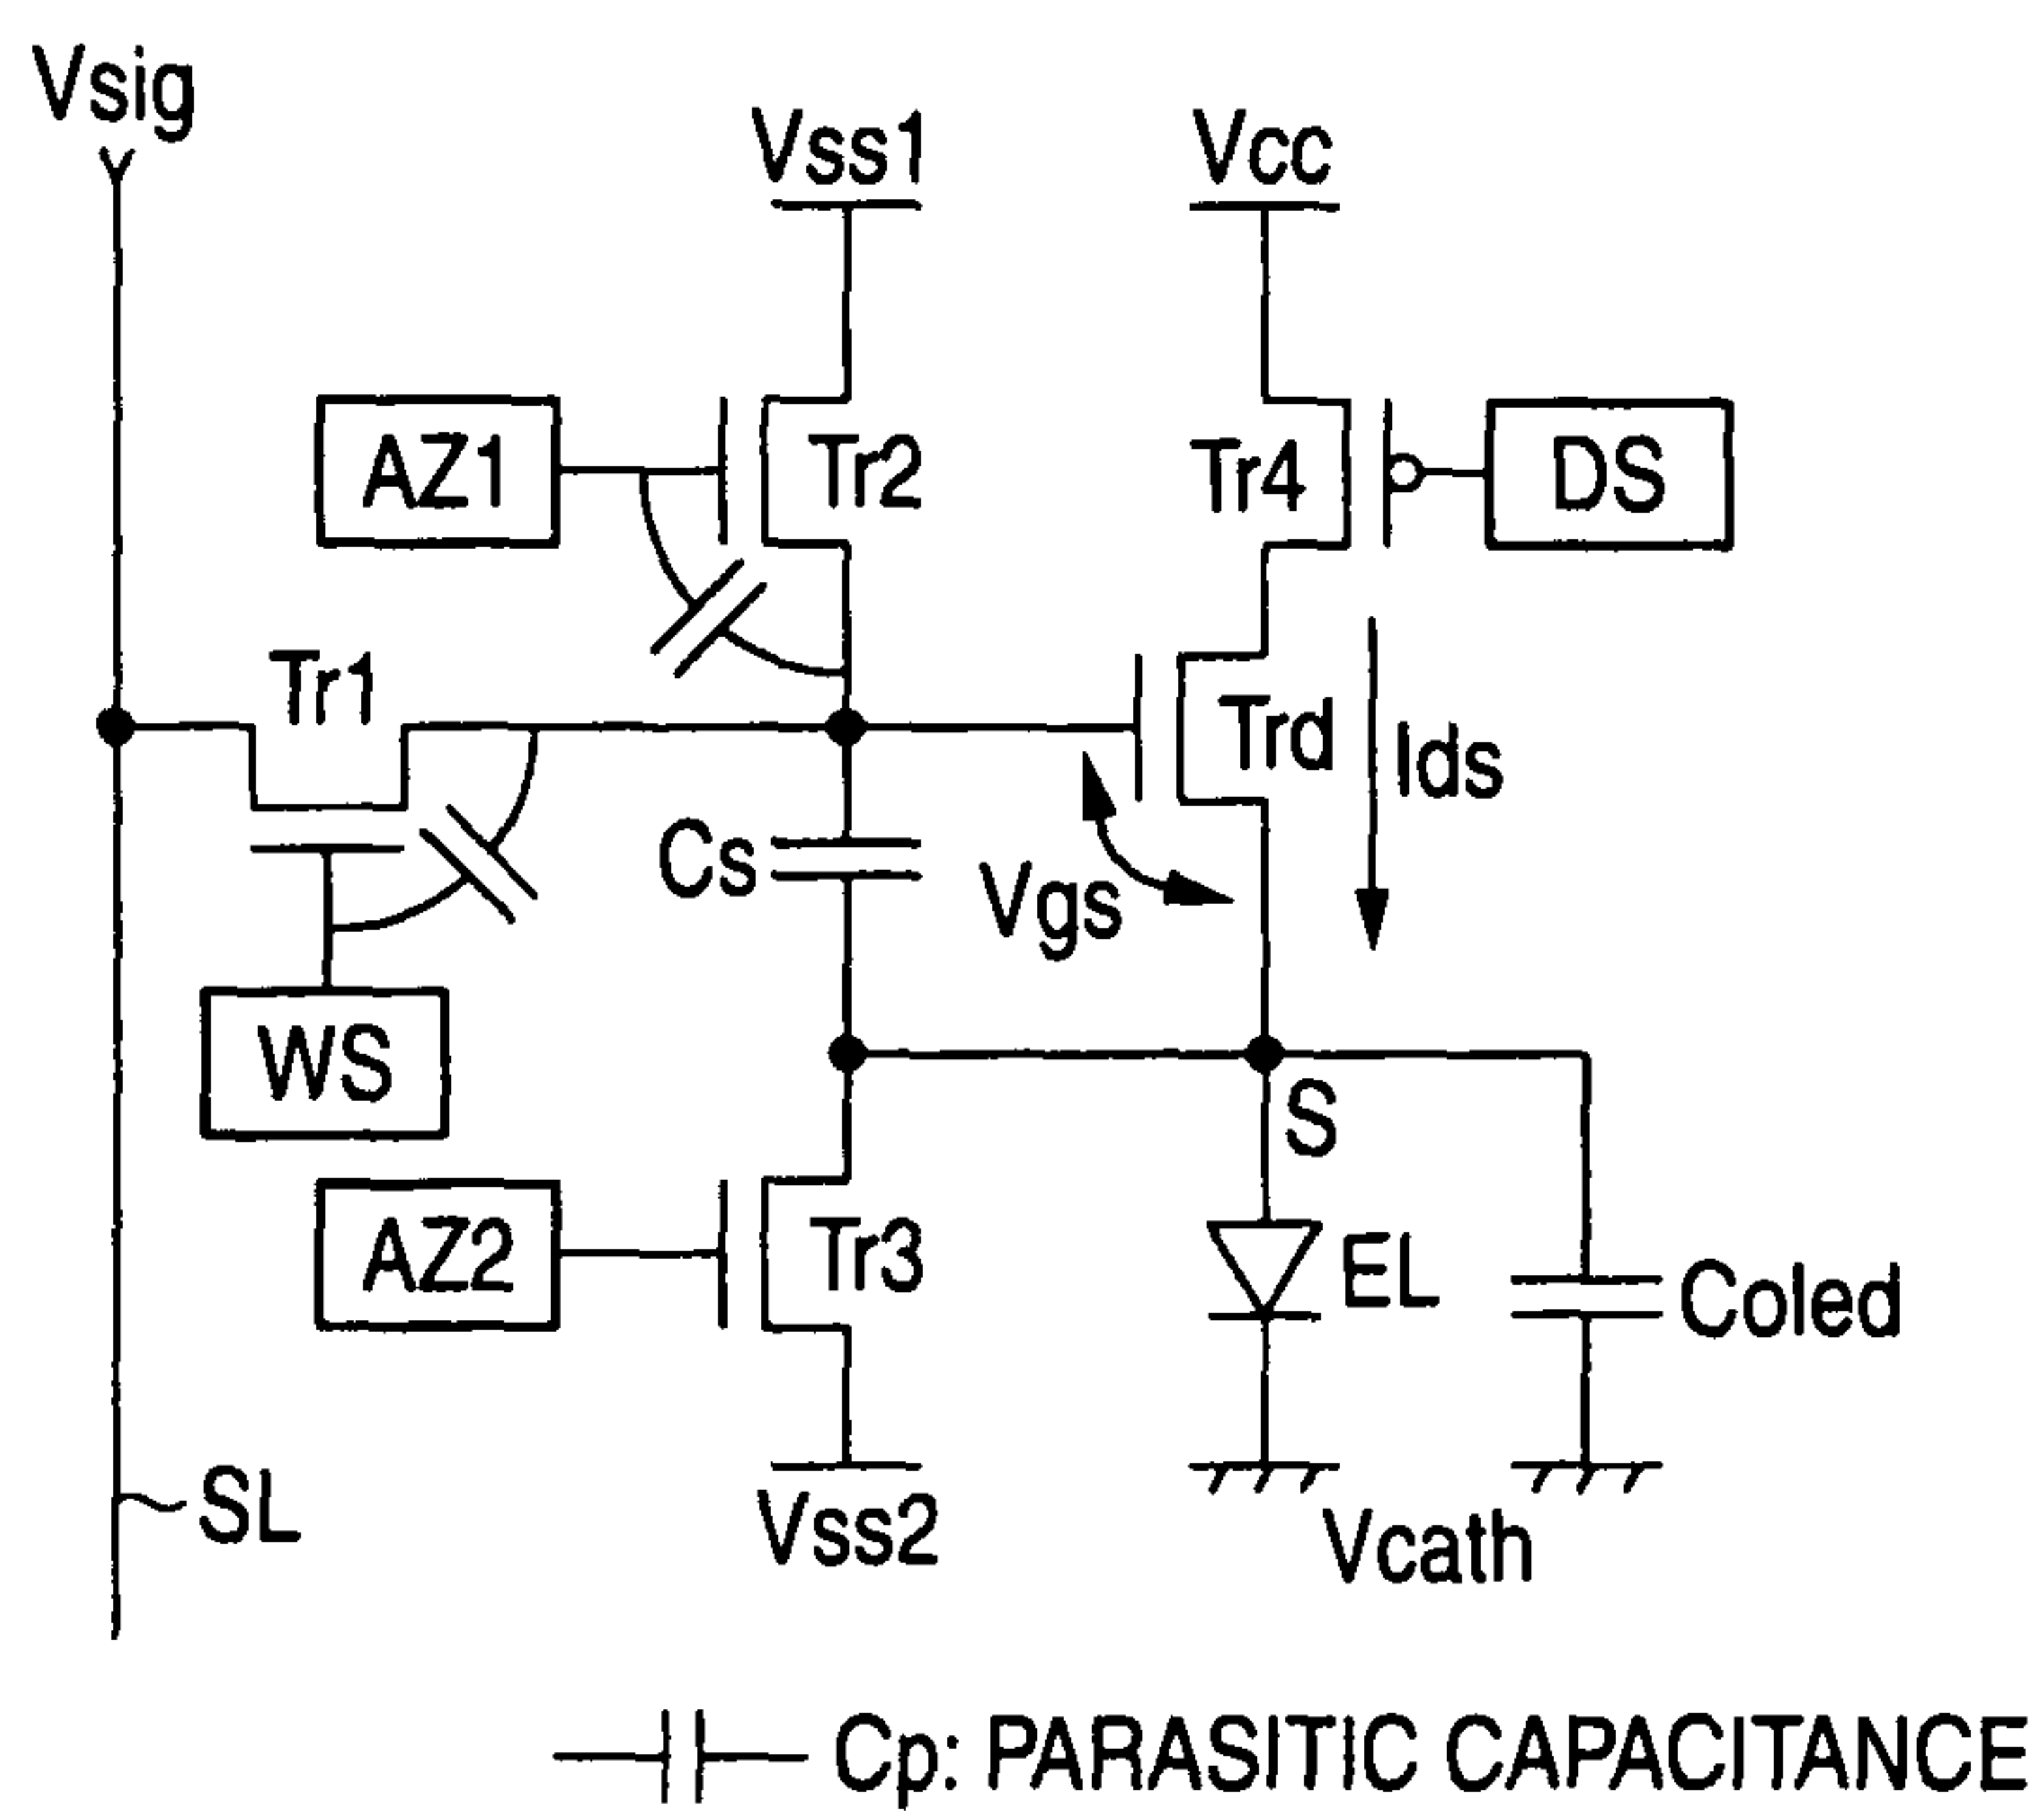 Vsig
Vss1
Vcc
AZ1
Tr2
Tr4
DS
Tr1
Trd
Ids
Cs
Vgs
WS
S
AZ2
Tr3
EL
Coled
SL
Vss2
Vcath
Cp: PARASITIC CAPACITANCE